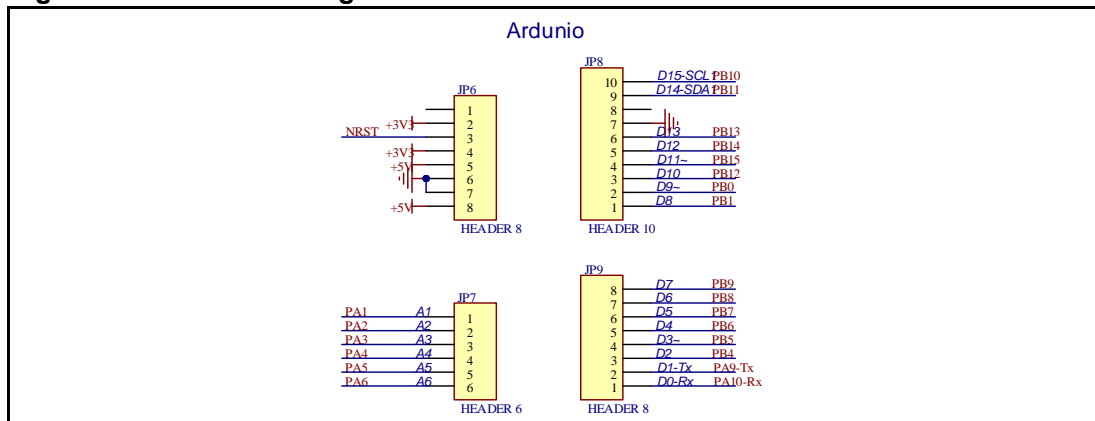 Ardunio
JP6
1
+3V3 2
NRST 3
+3V3 4
+5V 5
6
7
+5V 8
HEADER 8
JP8
10 D15-SCL1 PB10
9 D14-SDA1 PB11
8
7
6 D13 PB13
5 D12 PB14
4 D11~ PB15
3 D10 PB12
2 D9~ PB0
1 D8 PB1
HEADER 10
JP7
PA1 A1 1
PA2 A2 2
PA3 A3 3
PA4 A4 4
PA5 A5 5
PA6 A6 6
HEADER 6
JP9
8 D7 PB9
7 D6 PB8
6 D5 PB7
5 D4 PB6
4 D3~ PB5
3 D2 PB4
2 D1-Tx PA9-Tx
1 D0-Rx PA10-Rx
HEADER 8